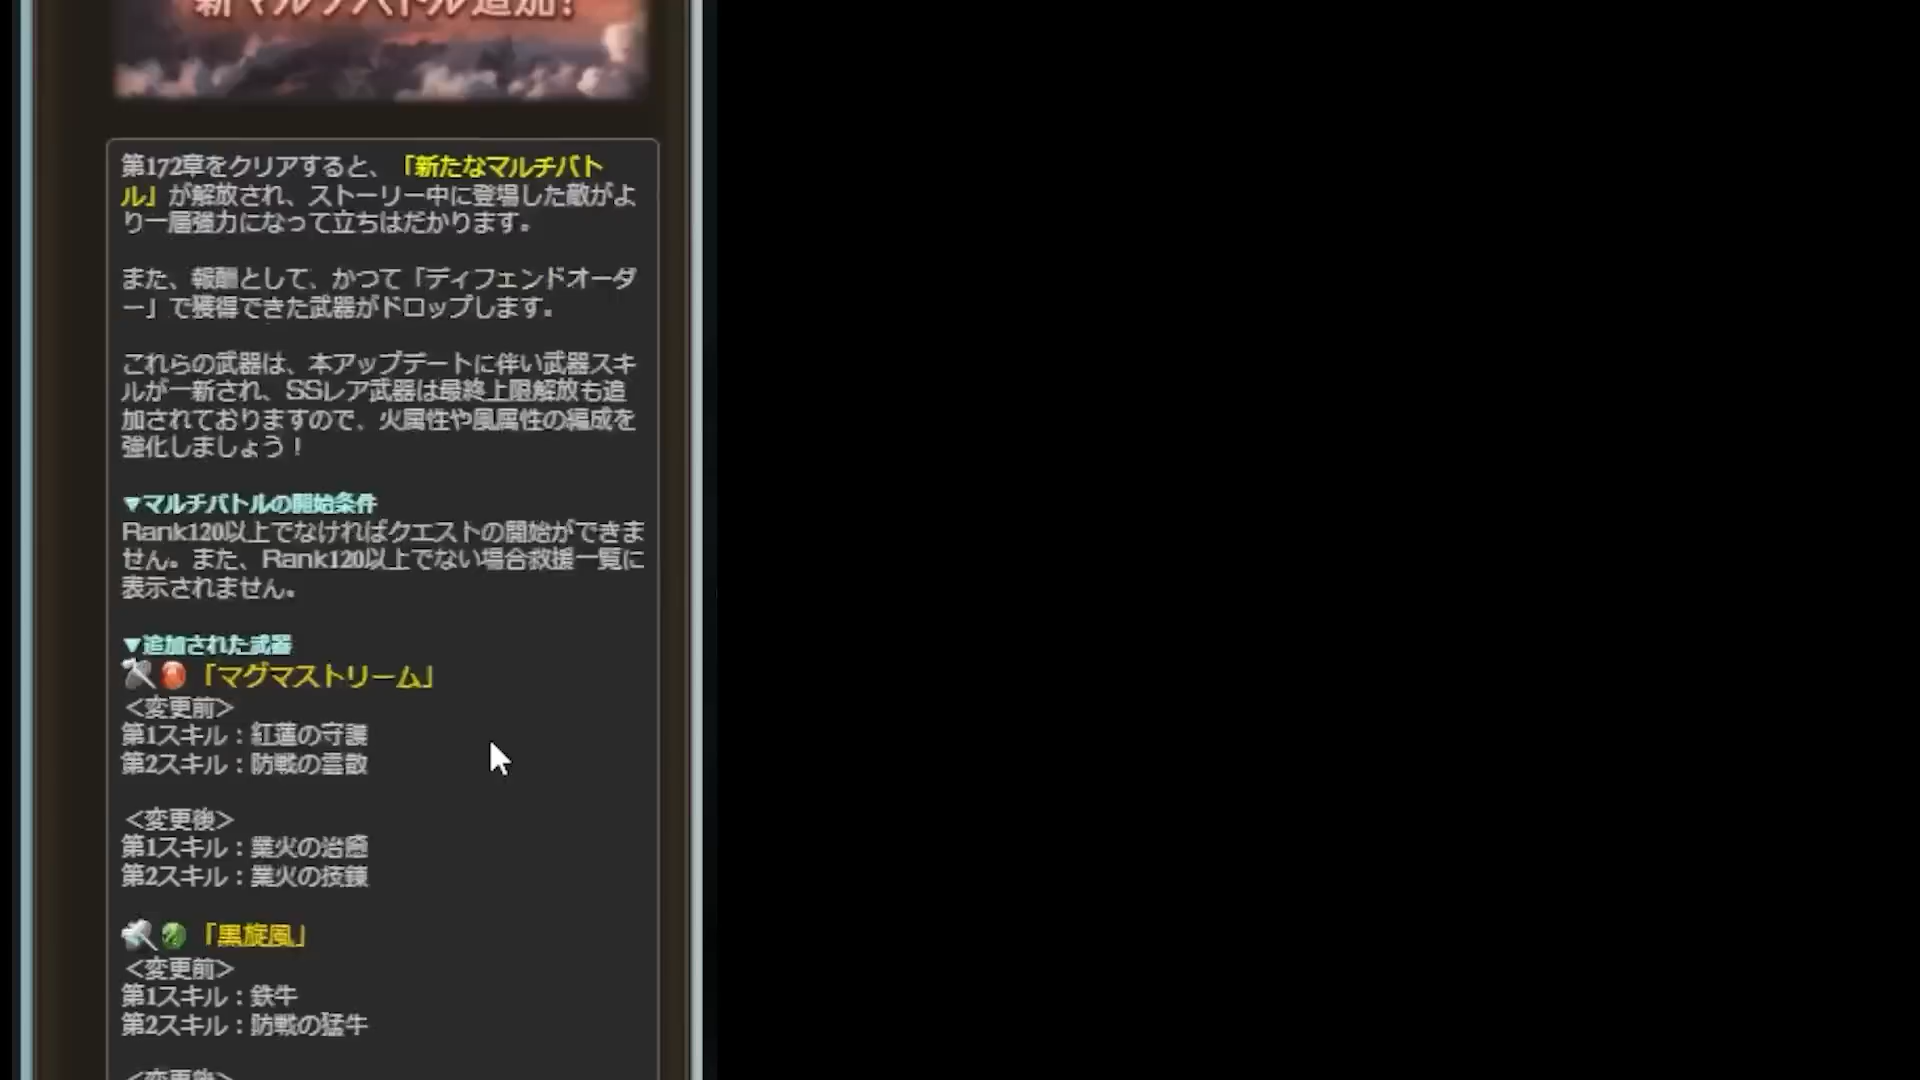 新マルチバトル追加!
第172章をクリアすると、「新たなマルチバト
ル」が解放され、ストーリー中に登場した敵がよ
り一層強力になって立ちはだかります。
また、報酬として、かつて「ディフェンドオーダ
ー」で獲得できた武器がドロップします。
これらの武器は、本アップデートに伴い武器スキ
ルが一新され、SSレア武器は最終上限解放も追
加されておりますので、火属性や風属性の編成を
強化しましょう！
▼マルチバトルの開始条件
Rank120以上でなければクエストの開始ができま
せん。また、Rank120以上でない場合救援一覧に
表示されません。
▼追加された武器
「マグマストリーム」
＜変更前＞
第1スキル：紅蓮の守護
第2スキル：防戦の霊散
＜変更後＞
第1スキル：業火の治癒
第2スキル：業火の技錬
「黒旋風」
＜変更前＞
第1スキル：鉄牛
第2スキル：防戦の猛牛
＜変更後＞